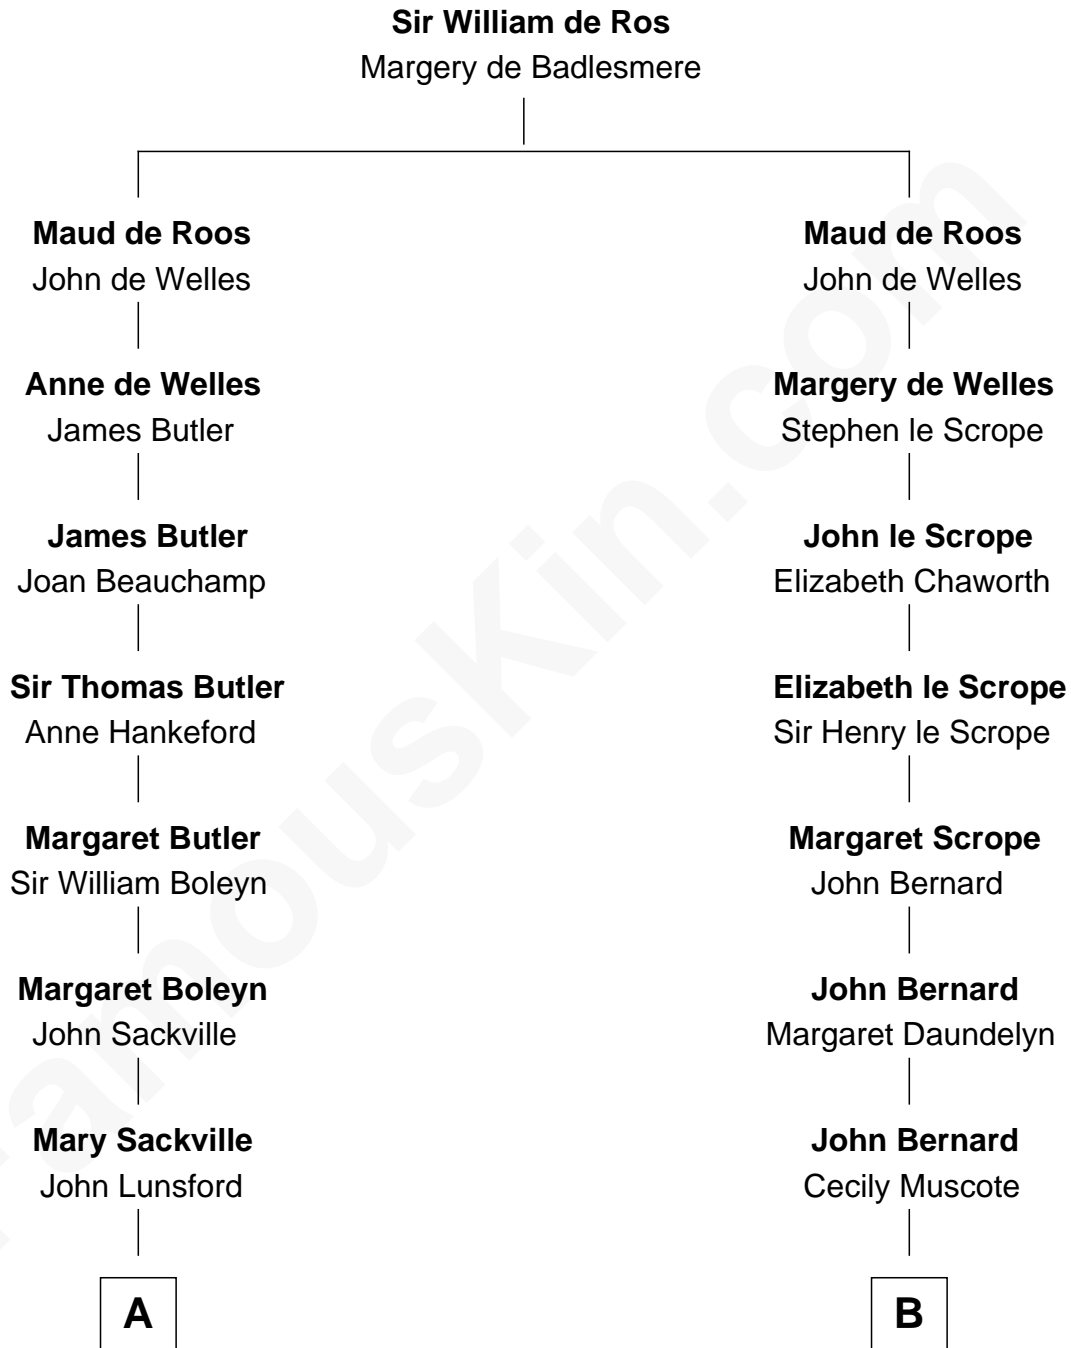 Sir William de Ros
Margery de Badlesmere
Maud de Roos
John de Welles
Anne de Welles
James Butler
James Butler
Joan Beauchamp
Sir Thomas Butler
Anne Hankeford
Margaret Butler
Sir William Boleyn
Margaret Boleyn
John Sackville
Mary Sackville
John Lunsford
A
Maud de Roos
John de Welles
Margery de Welles
Stephen le Scrope
John le Scrope
Elizabeth Chaworth
Elizabeth le Scrope
Sir Henry le Scrope
Margaret Scrope
John Bernard
John Bernard
Margaret Daundelyn
John Bernard
Cecily Muscote
B
FamousKin.com